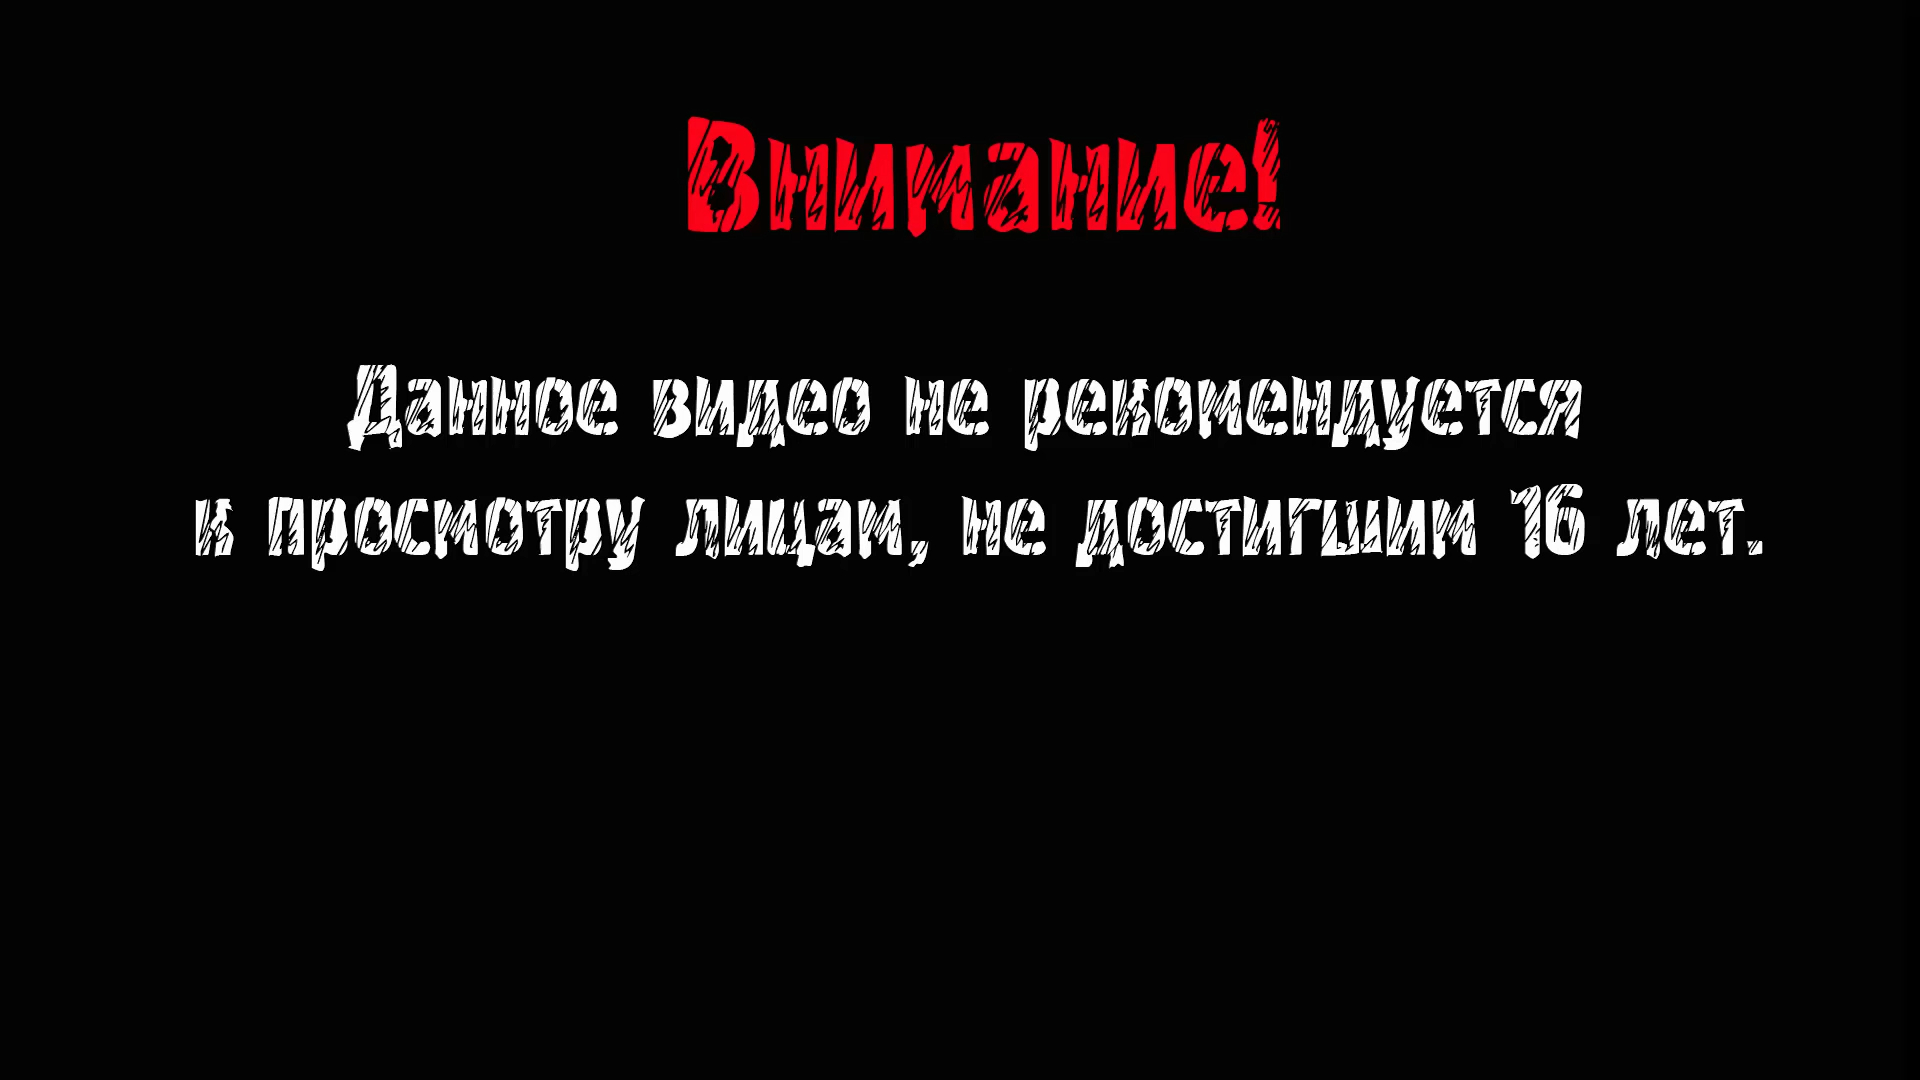 Внимание!
Данное видео не рекомендуется
к просмотру лицам, не достигшим 16 лет.